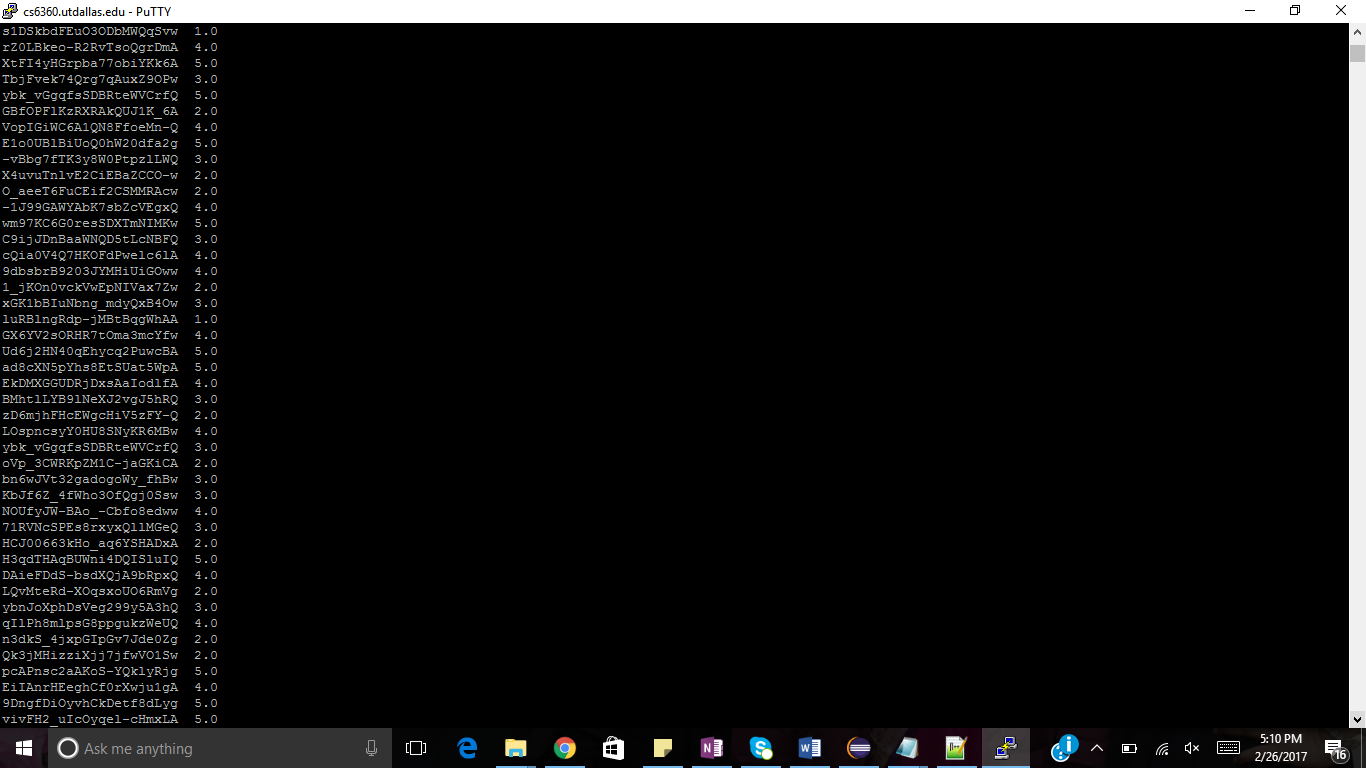 cs6360.utdallas.edu - PuTTY
s1DSkbdFEuO3ODbMWQqSvw 1.0
rZ0LBkeo-R2RvTsoQgrDmA 4.0
XtFI4yHGrpba77obiYKk6A 5.0
TbjFvek74Qrg7qAuxZ9OPw 3.0
ybk_vGgqfsSDBRteWVCrfQ 5.0
GBfOPFlKzRXRAkQUJ1K_6A 2.0
VopIGiWC6A1QN8FfoeMn-Q 4.0
E1o0UBlBiUoQ0hW20dfa2g 5.0
-vBbg7fTK3y8W0PtpzlLWQ 3.0
X4uvuTnlvE2CiEBaZCCO-w 2.0
O_aeeT6FuCEif2CSMMRAcw 2.0
-1J99GAWYAbK7sbZcVEgxQ 4.0
wm97KC6G0resSDXTmNIMKw 5.0
C9ijJDnBaaWNQD5tLcNBFQ 3.0
cQia0V4Q7HKOFdPwelc6lA 4.0
9dbsbrB9203JYMHiUiGOww 4.0
1_jKOn0vckVwEpNIVax7Zw 2.0
xGK1bBIuNbng_mdyQxB4Ow 3.0
luRBlngRdp-jMBtBqgWhAA 1.0
GX6YV2sORHR7tOma3mcYfw 4.0
Ud6j2HN40qEhycq2PuwcBA 5.0
ad8cXN5pYhs8EtSUat5WpA 5.0
EkDMXGGUDRjDxsAaIodlfA 4.0
BMhtlLYB9lNeXJ2vgJ5hRQ 3.0
zD6mjhFHcEWgcHiV5zFY-Q 2.0
LOspncsyY0HU8SNyKR6MBw 4.0
ybk_vGgqfsSDBRteWVCrfQ 3.0
oVp_3CWRKpZM1C-jaGKiCA 2.0
bn6wJVt32gadogoWy_fhBw 3.0
KbJf6Z_4fWho3OfQgj0Ssw 3.0
NOUfyJW-BAo_-Cbfo8edww 4.0
71RVNcSPEs8rxyxQllMGeQ 3.0
HCJ00663kHo_aq6YSHADxA 2.0
H3qdTHAqBUWni4DQISluIQ 5.0
DAieFDdS-bsdXQjA9bRpxQ 4.0
LQvMteRd-XOqsxoUO6RmVg 2.0
ybnJoXphDsVeg299y5A3hQ 3.0
qIlPh8mlpsG8ppgukzWeUQ 4.0
n3dkS_4jxpGIpGv7Jde0Zg 2.0
Qk3jMHizziXjj7jfwVO1Sw 2.0
pcAPnsc2aAKoS-YQklyRjg 5.0
EiIAnrHEeghCf0rXwju1gA 4.0
9DngfDiOyvhCkDetf8dLyg 5.0
vivFH2_uIcOyqel-cHmxLA 5.0
Ask me anything
5:10 PM
2/26/2017
16